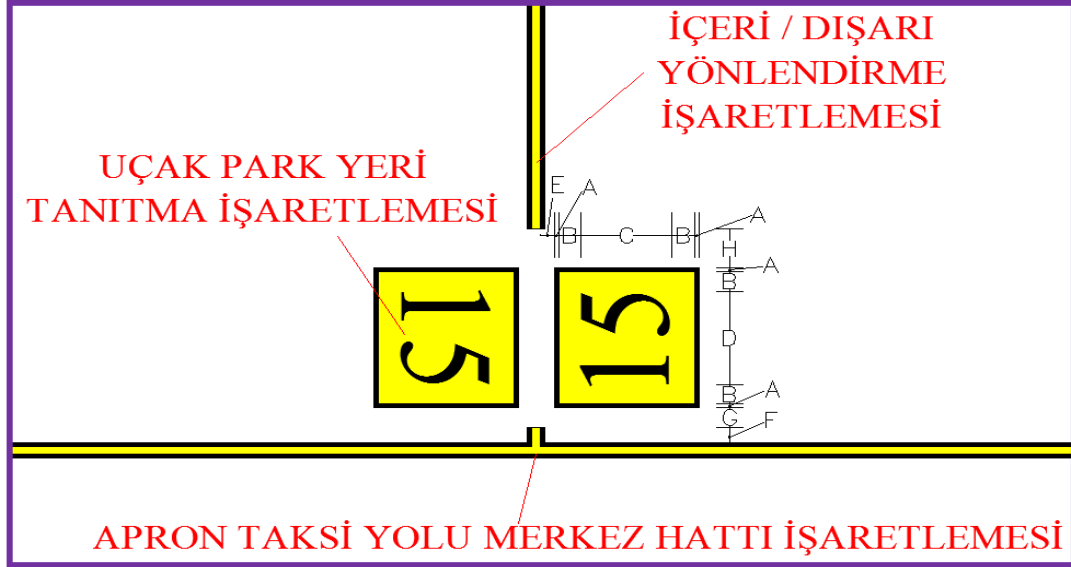 İÇERİ / DIŞARI
YÖNLENDİRME
İŞARETLEMESİ
UÇAK PARK YERİ
TANITMA İŞARETLEMESİ
E A
B C B A
H
A
B
D
B A
G F
15 15
APRON TAKSİ YOLU MERKEZ HATTI İŞARETLEMESİ